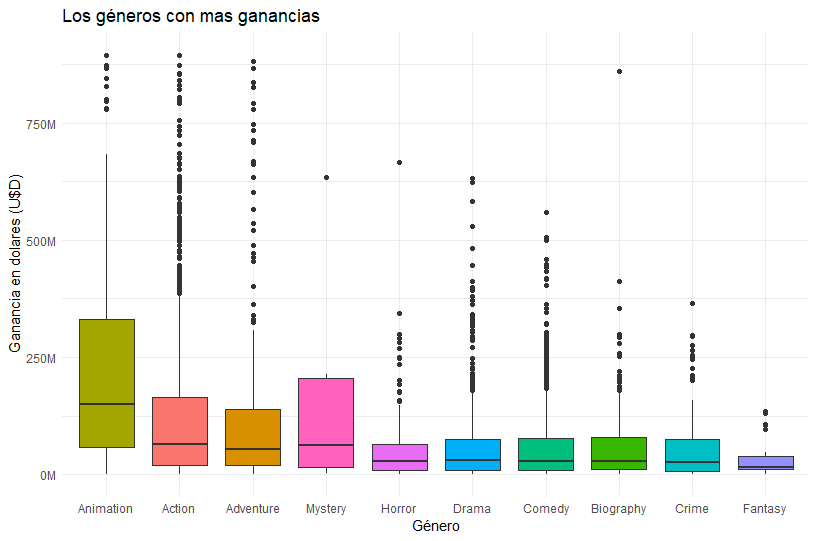 Los géneros con mas ganancias
Ganancia en dolares (U$D)
750M
500M
250M
0M
Animation Action Adventure Mystery Horror Drama Comedy Biography Crime Fantasy
Género